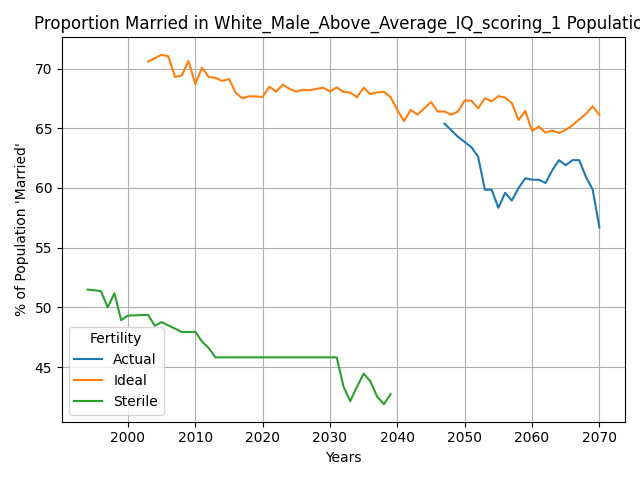 Proportion Married in White_Male_Above_Average_IQ_scoring_1 Populatio
% of Population 'Married'
70
65
60
55
50
45
Fertility
Actual
Ideal
Sterile
2000 2010 2020 2030 2040 2050 2060 2070
Years